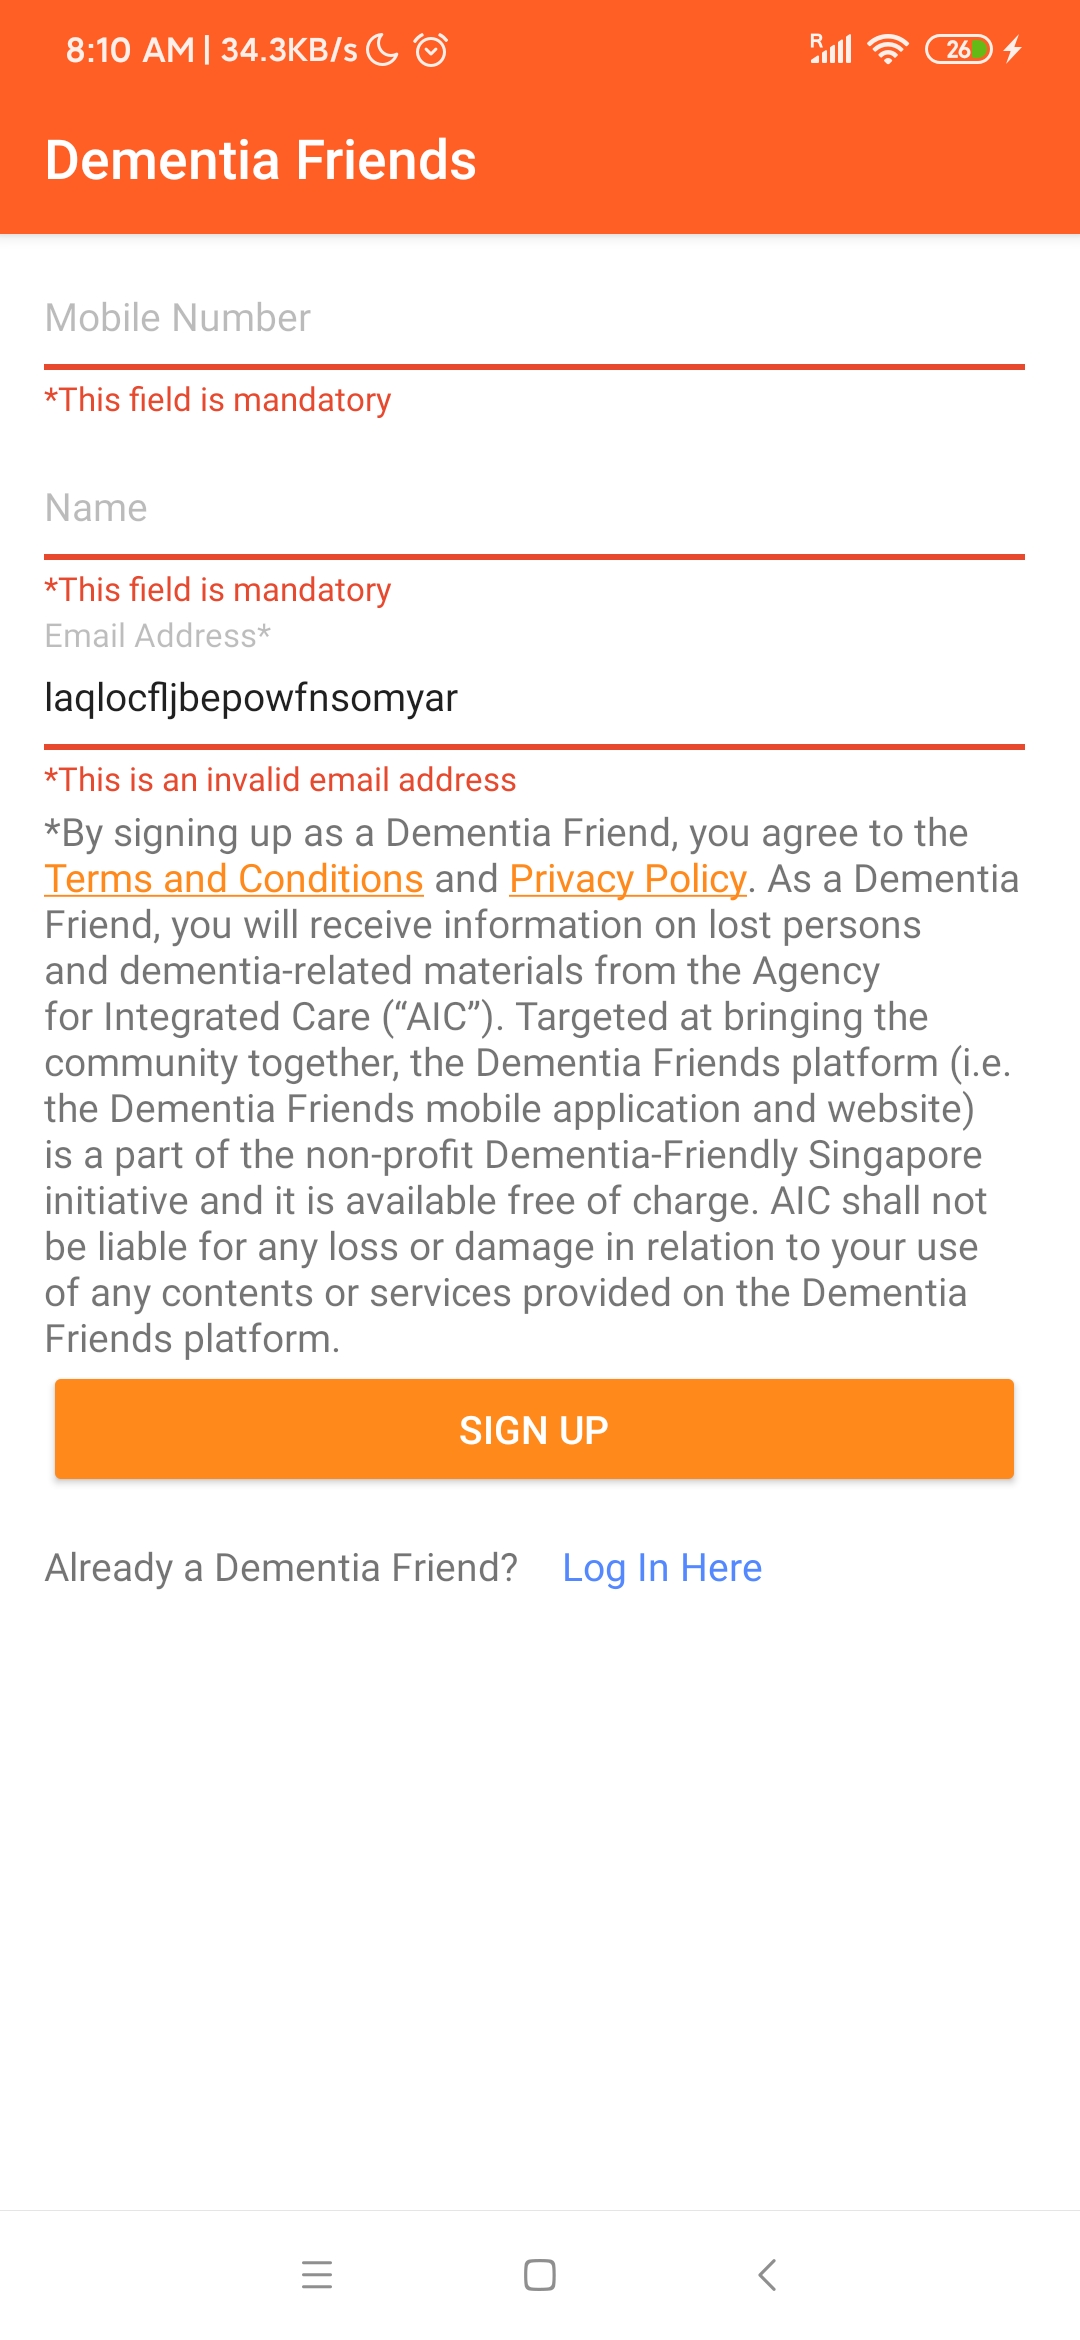 8:10 AM | 34.3KB/s
R
26
Dementia Friends
Mobile Number
*This field is mandatory
Name
*This field is mandatory
Email Address*
laqlocfljbepowfnsomyar
*This is an invalid email address
*By signing up as a Dementia Friend, you agree to the
Terms and Conditions and Privacy Policy. As a Dementia
Friend, you will receive information on lost persons
and dementia-related materials from the Agency
for Integrated Care (“AIC”). Targeted at bringing the
community together, the Dementia Friends platform (i.e.
the Dementia Friends mobile application and website)
is a part of the non-profit Dementia-Friendly Singapore
initiative and it is available free of charge. AIC shall not
be liable for any loss or damage in relation to your use
of any contents or services provided on the Dementia
Friends platform.
SIGN UP
Already a Dementia Friend? Log In Here